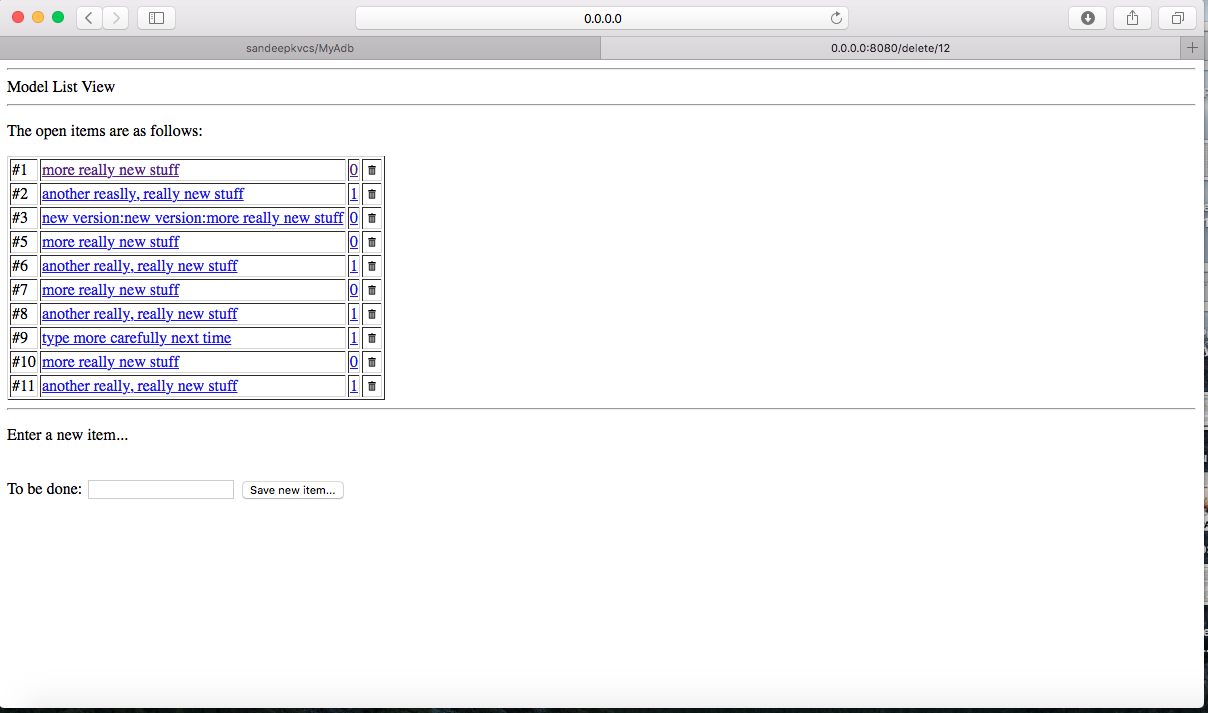 0.0.0.0
sandeepkvcs/MyAdb
0.0.0.0:8080/delete/12
Model List View
The open items are as follows:
#1 more really new stuff 0
#2 another reaslly, really new stuff 1
#3 new version:new version:more really new stuff 0
#5 more really new stuff 0
#6 another really, really new stuff 1
#7 more really new stuff 0
#8 another really, really new stuff 1
#9 type more carefully next time 1
#10 more really new stuff 0
#11 another really, really new stuff 1
Enter a new item...
To be done: Save new item...